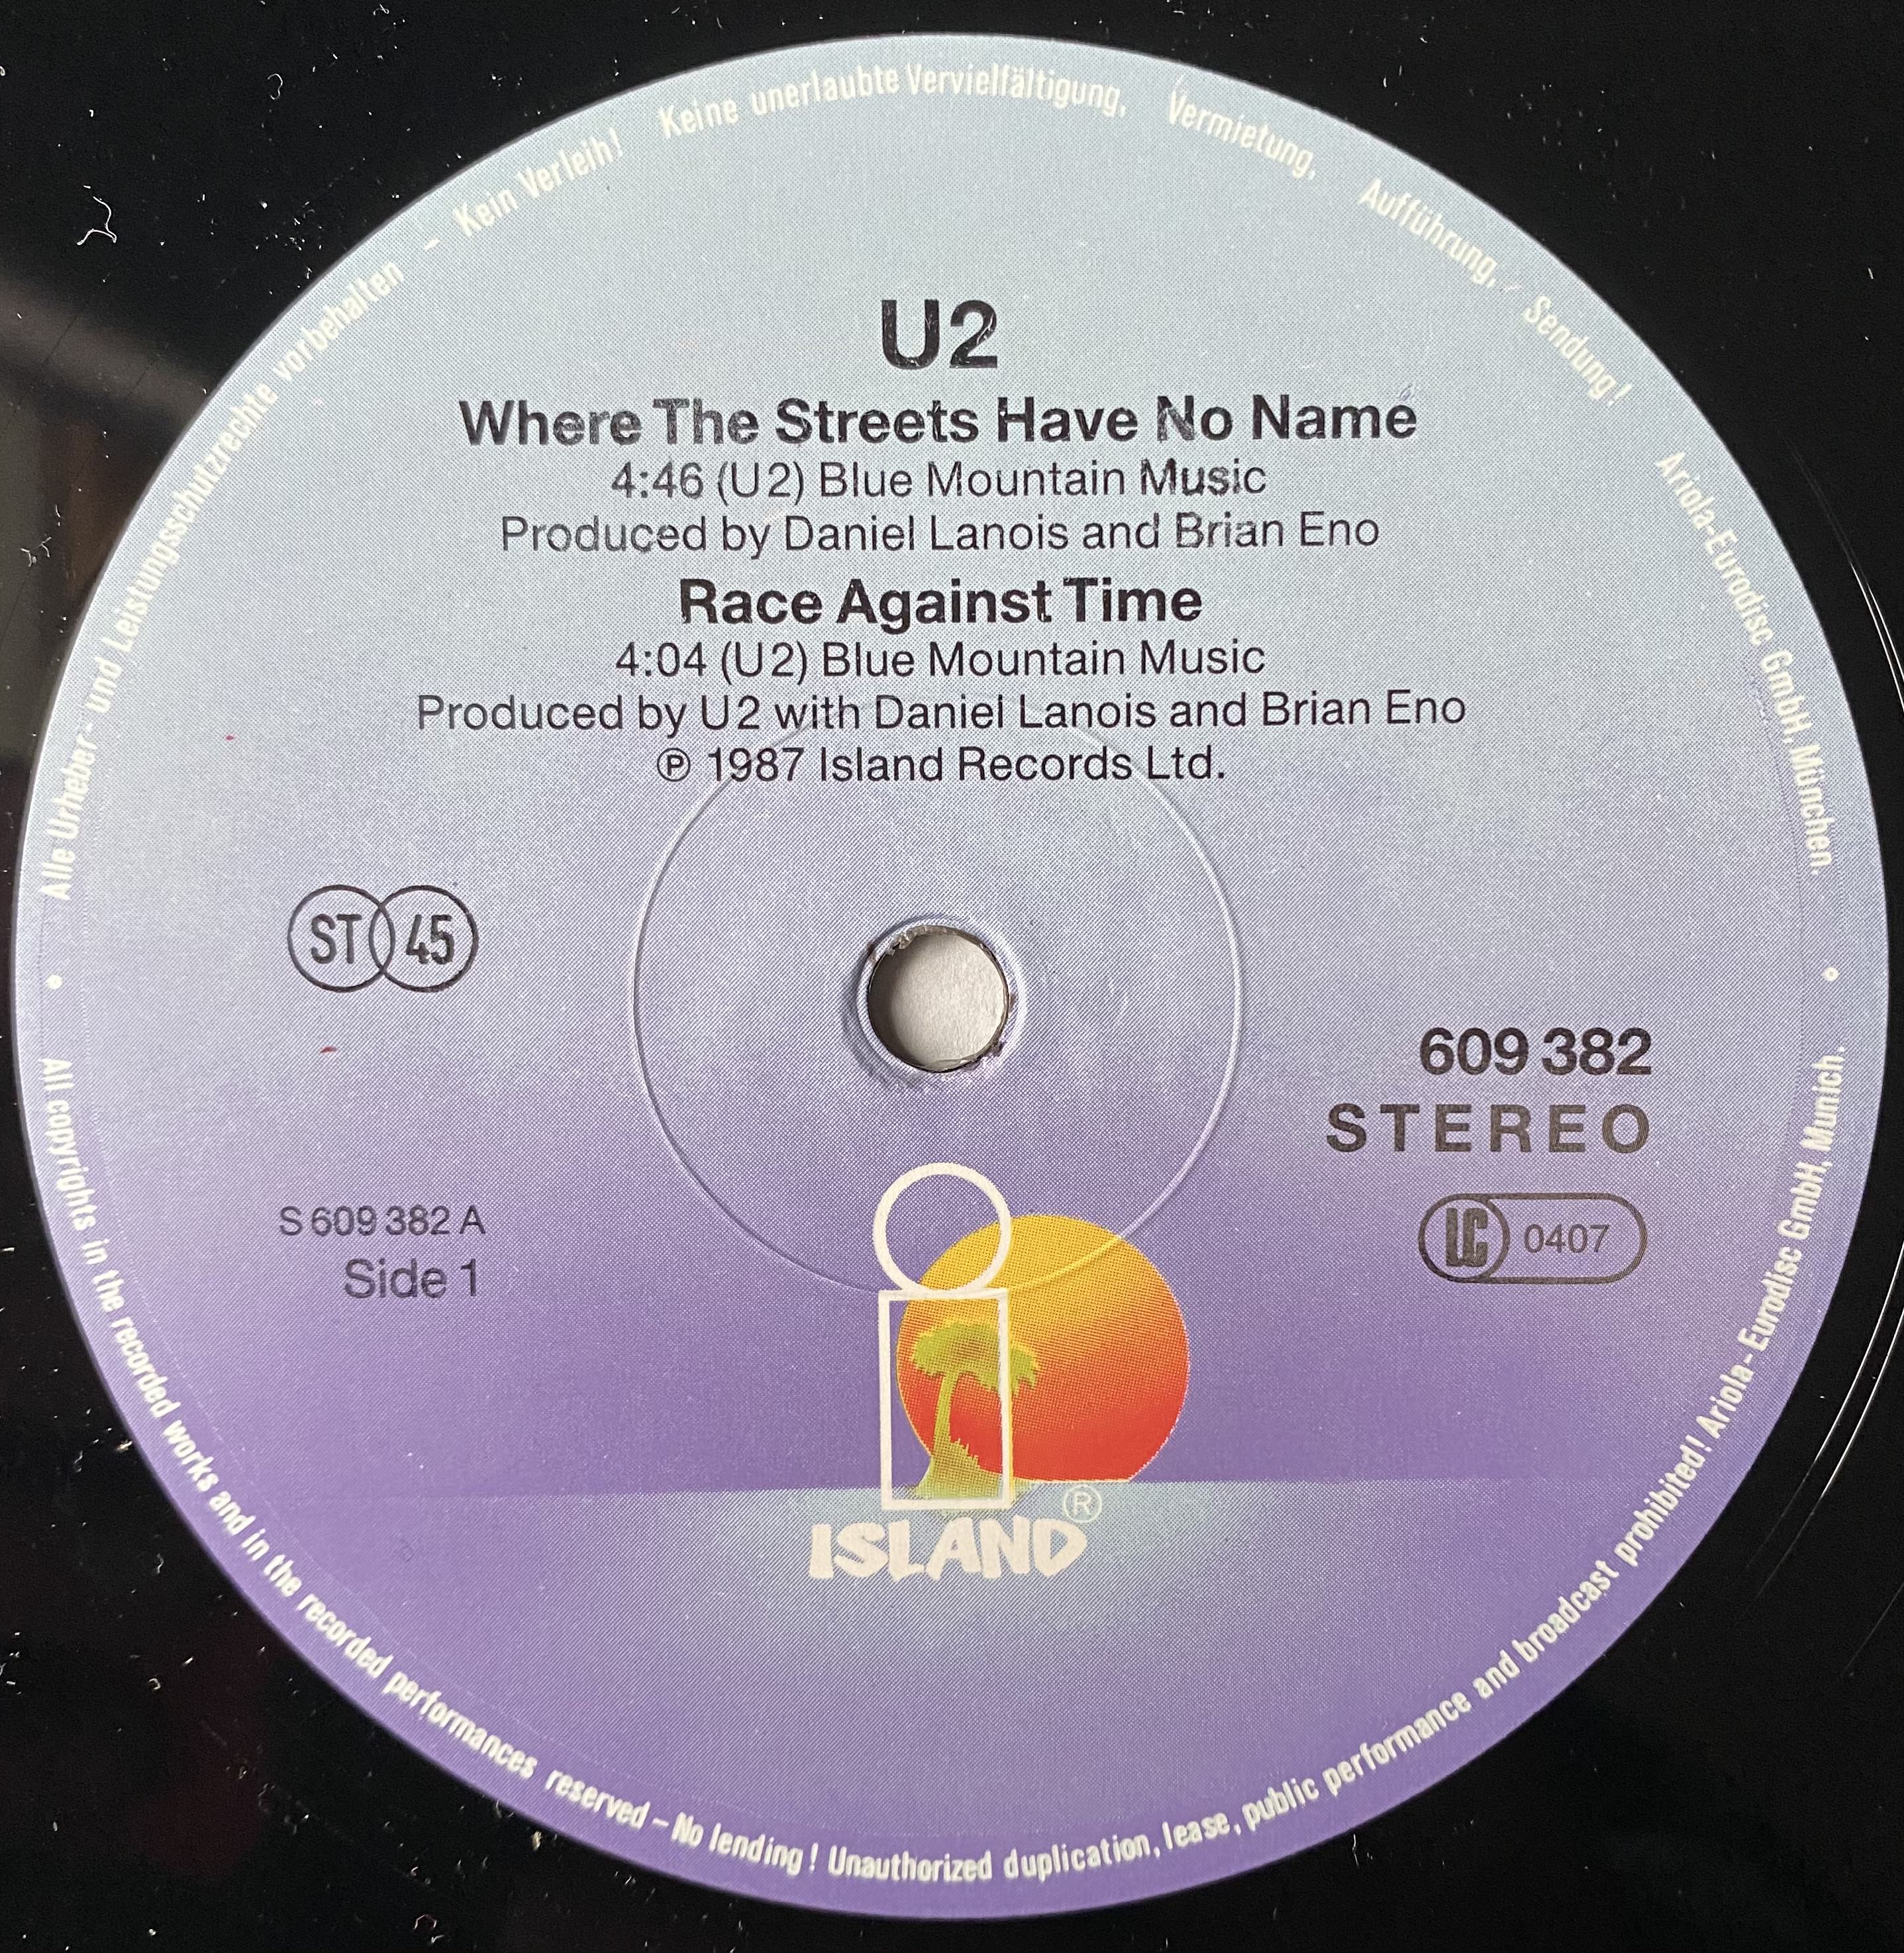 Alle Urheber- und Leistungsschutzrechte vorbehalten - Kein Verleih! Keine unerlaubte Vervielfältigung, Vermietung, Aufführung, Sendung! Ariola-Eurodisc GmbH, München.
U2
Where The Streets Have No Name
4:46 (U2) Blue Mountain Music
Produced by Daniel Lanois and Brian Eno
Race Against Time
4:04 (U2) Blue Mountain Music
Produced by U2 with Daniel Lanois and Brian Eno
℗ 1987 Island Records Ltd.
ST 45
609 382
STEREO
LC 0407
S 609 382 A
Side 1
ISLAND®
All copyrights in the recorded works and in the recorded performances reserved – No lending! Unauthorized duplication, lease, public performance and broadcast prohibited! Ariola-Eurodisc GmbH, Munich.